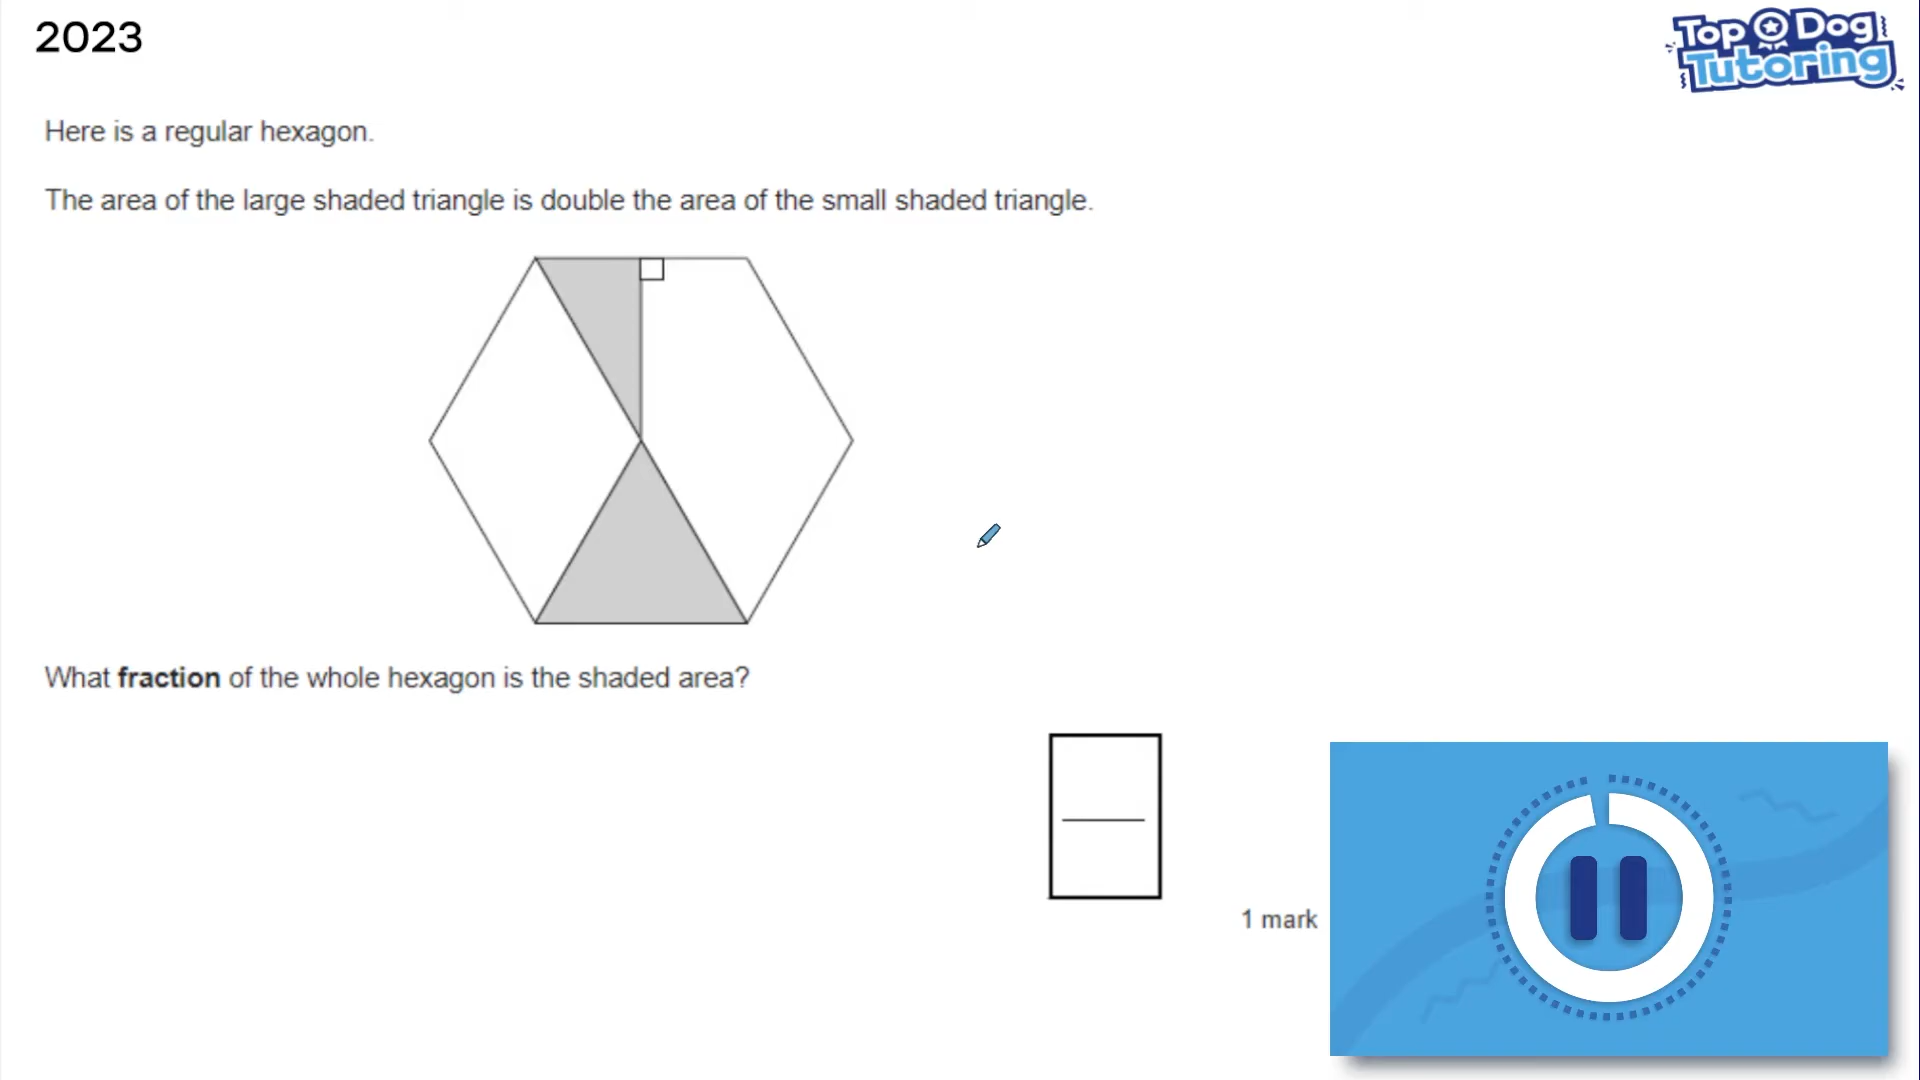 2023
Top Dog
Tutoring
Here is a regular hexagon.
The area of the large shaded triangle is double the area of the small shaded triangle.
What fraction of the whole hexagon is the shaded area?
1 mark